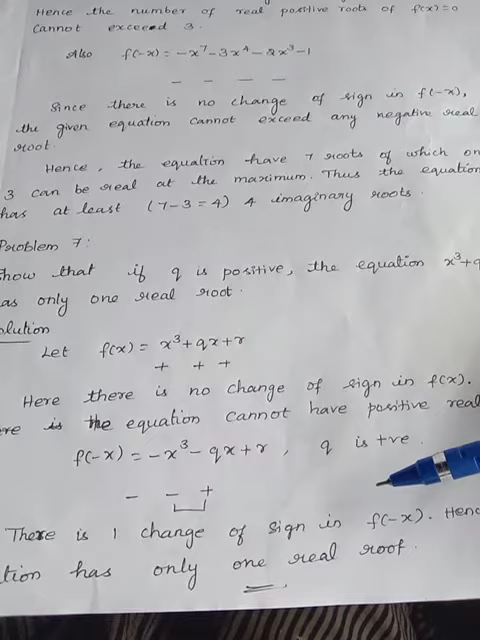 Hence the number of real positive roots of f(x)=0
cannot exceed 3.
Also f(-x) = -x⁷-3x⁴-2x³-1
— — — —
Since there is no change of sign in f(-x),
the given equation cannot exceed any negative real
root.
Hence, the equation have 7 roots of which on
3 can be real at the maximum. Thus the equation
has at least (7-3=4) 4 imaginary roots.
Problem 7:
Show that if q is positive, the equation x³+q
as only one real root.
olution
Let f(x) = x³+qx+r
+ + +
Here there is no change of sign in f(x).
ere is the equation cannot have positive real
f(-x) = -x³-qx+r, q is +ve.
- - +
There is 1 change of sign in f(-x). Henc
tion has only one real root.